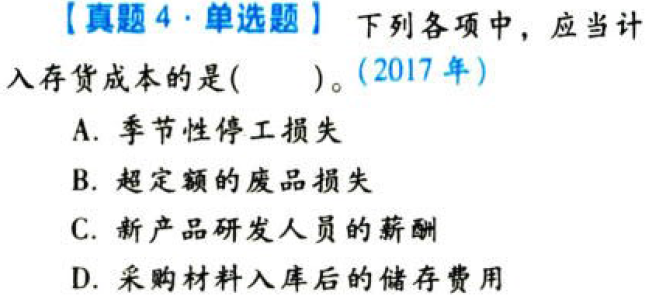 【真题 4·单选题】 下列各项中，应当计
入存货成本的是( )。(2017 年)
A. 季节性停工损失
B. 超定额的废品损失
C. 新产品研发人员的薪酬
D. 采购材料入库后的储存费用